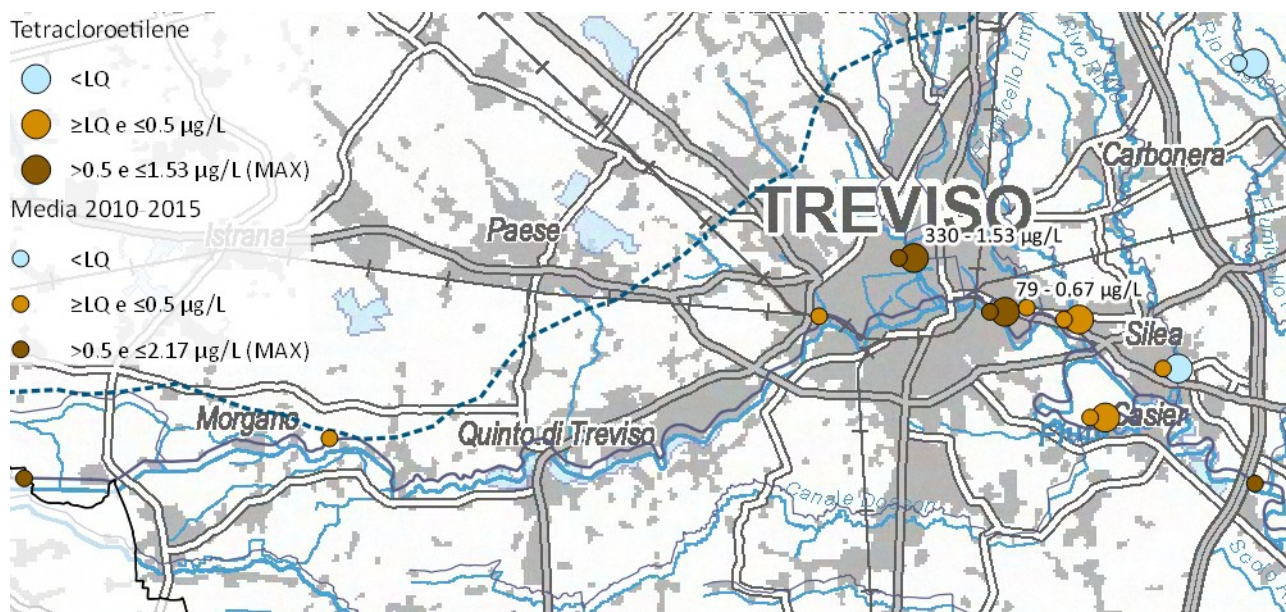 Tetracloroetilene
<LQ
≥LQ e ≤0.5 µg/L
>0.5 e ≤1.53 µg/L (MAX)
Media 2010-2015
<LQ
≥LQ e ≤0.5 µg/L
>0.5 e ≤2.17 µg/L (MAX)
Istrana
Paese
TREVISO
330 - 1.53 µg/L
79 - 0.67 µg/L
Carbonera
Silea
Casier
Morgano
Quinto di Treviso